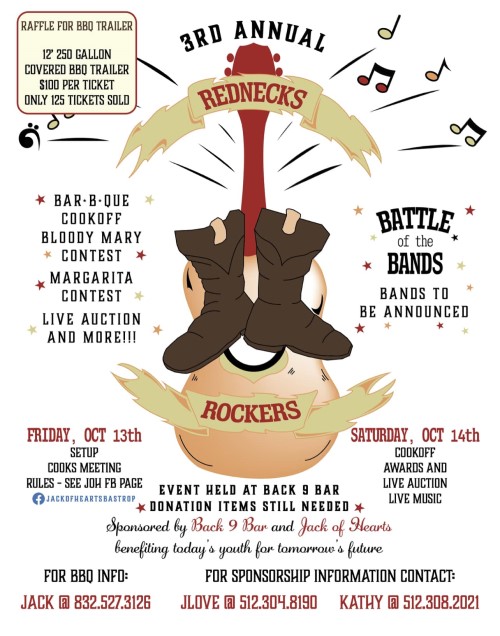 RAFFLE FOR BBQ TRAILER
12' 250 GALLON
COVERED BBQ TRAILER
$100 PER TICKET
ONLY 125 TICKETS SOLD
3RD ANNUAL
REDNECKS
BAR-B-QUE
COOKOFF
BLOODY MARY
CONTEST
MARGARITA
CONTEST
LIVE AUCTION
AND MORE!!!
BATTLE
of the
BANDS
BANDS TO
BE ANNOUNCED
ROCKERS
FRIDAY, OCT 13th
SETUP
COOKS MEETING
RULES - SEE JOH FB PAGE
JACKOFHEARTSBASTROP
SATURDAY, OCT 14th
COOKOFF
AWARDS AND
LIVE AUCTION
LIVE MUSIC
EVENT HELD AT BACK 9 BAR
DONATION ITEMS STILL NEEDED
Sponsored by Back 9 Bar and Jack of Hearts
benefiting today's youth for tomorrow's future
FOR BBQ INFO:
JACK @ 832.527.3126
FOR SPONSORSHIP INFORMATION CONTACT:
JLOVE @ 512.304.8190 KATHY @ 512.308.2021